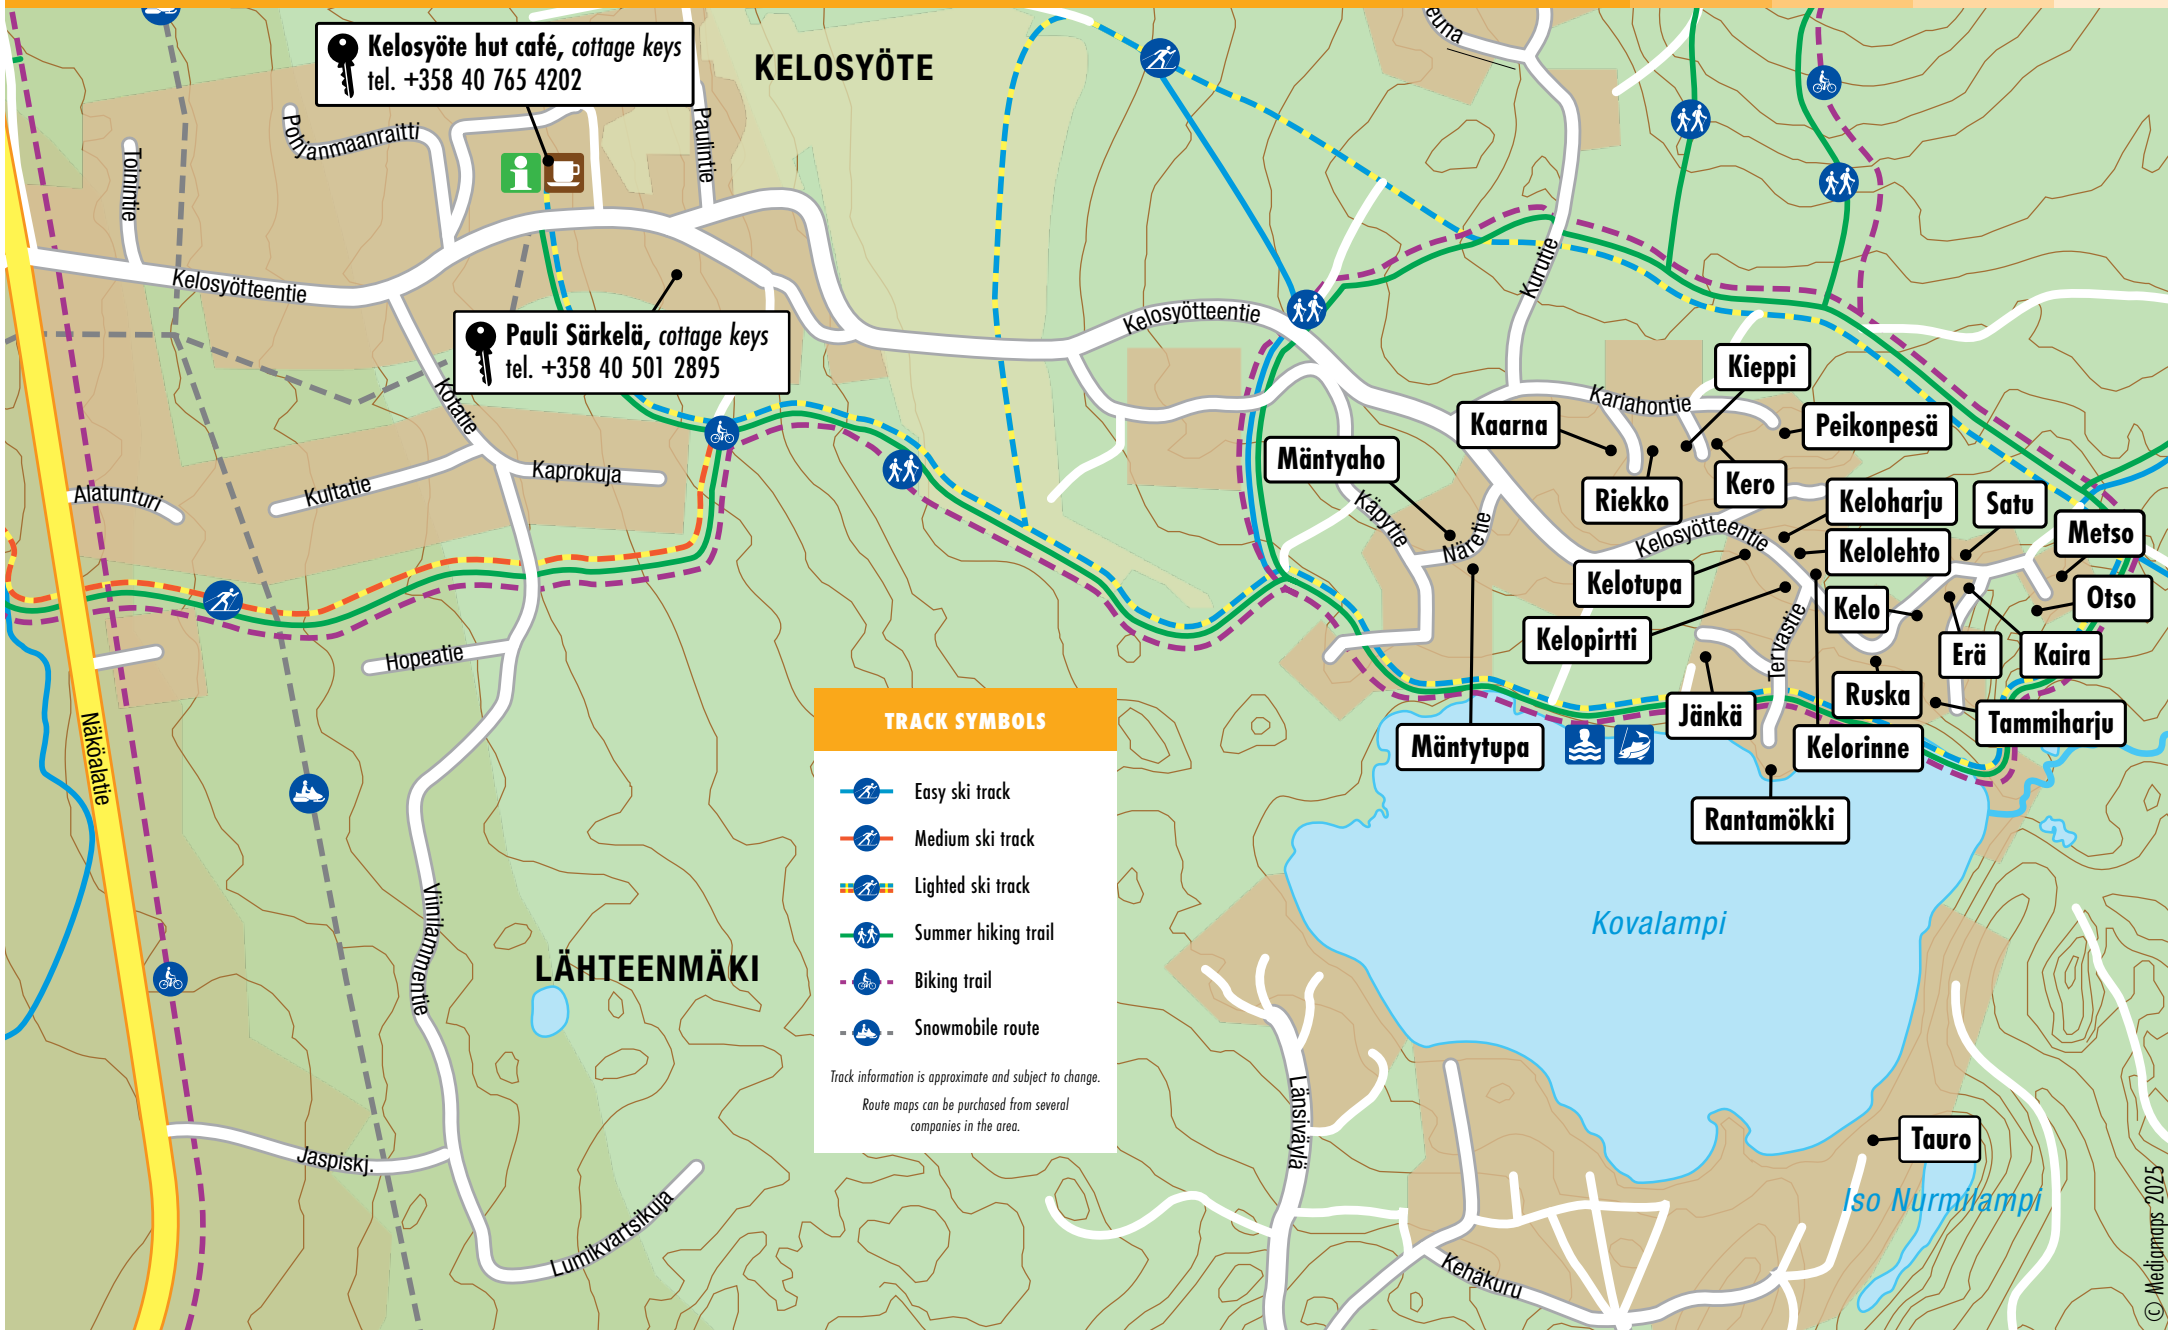 Kelosyöte hut café, cottage keys
tel. +358 40 765 4202
KELOSYÖTE
Pohjanmaanraitti
Toinintie
Paulintie
Kelosyötteentie
Pauli Särkelä, cottage keys
tel. +358 40 501 2895
Kotatie
Kaprokuja
Kultatie
Alatunturi
Hopeatie
Näköalatie
Viinilammentie
LÄHTEENMÄKI
Jaspiskj.
Lumikvartsikuja
TRACK SYMBOLS
Easy ski track
Medium ski track
Lighted ski track
Summer hiking trail
Biking trail
Snowmobile route
Track information is approximate and subject to change.
Route maps can be purchased from several
companies in the area.
euna
Kurutie
Kelosyötteentie
Kariahontie
Kieppi
Kaarna
Peikonpesä
Mäntyaho
Riekko
Kero
Käpytie
Näretie
Kelosyötteentie
Keloharju
Satu
Metso
Kelolehto
Kelotupa
Otso
Kelo
Kelopirtti
Tervastie
Erä
Kaira
Ruska
Jänkä
Tammiharju
Mäntytupa
Kelorinne
Rantamökki
Kovalampi
Länsiväylä
Tauro
Iso Nurmilampi
Kehäkuru
© Mediamaps 2025